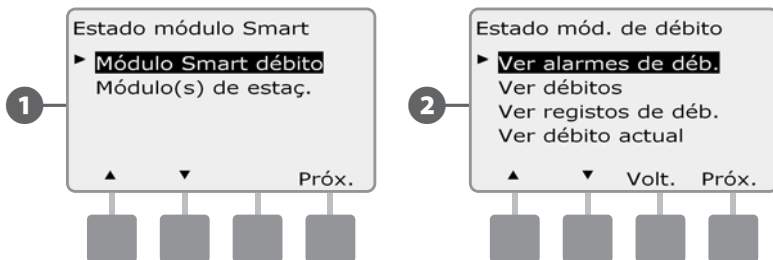 1
Estado módulo Smart
► Módulo Smart débito
Módulo(s) de estaç.
▲ ▼ Próx.
2
Estado mód. de débito
► Ver alarmes de déb.
Ver débitos
Ver registos de déb.
Ver débito actual
▲ ▼ Volt. Próx.